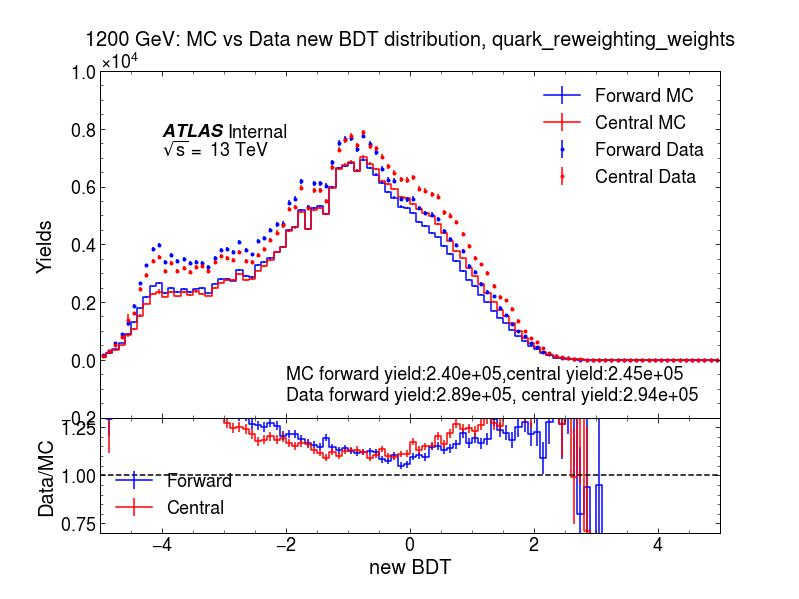 1200 GeV: MC vs Data new BDT distribution, quark_reweighting_weights
×10⁴
1.0
0.8
0.6
0.4
0.2
0.0
0.2
Yields
ATLAS Internal
√s = 13 TeV
Forward MC
Central MC
Forward Data
Central Data
MC forward yield:2.40e+05,central yield:2.45e+05
Data forward yield:2.89e+05, central yield:2.94e+05
1.25
1.00
0.75
Data/MC
Forward
Central
−4 −2 0 2 4
new BDT